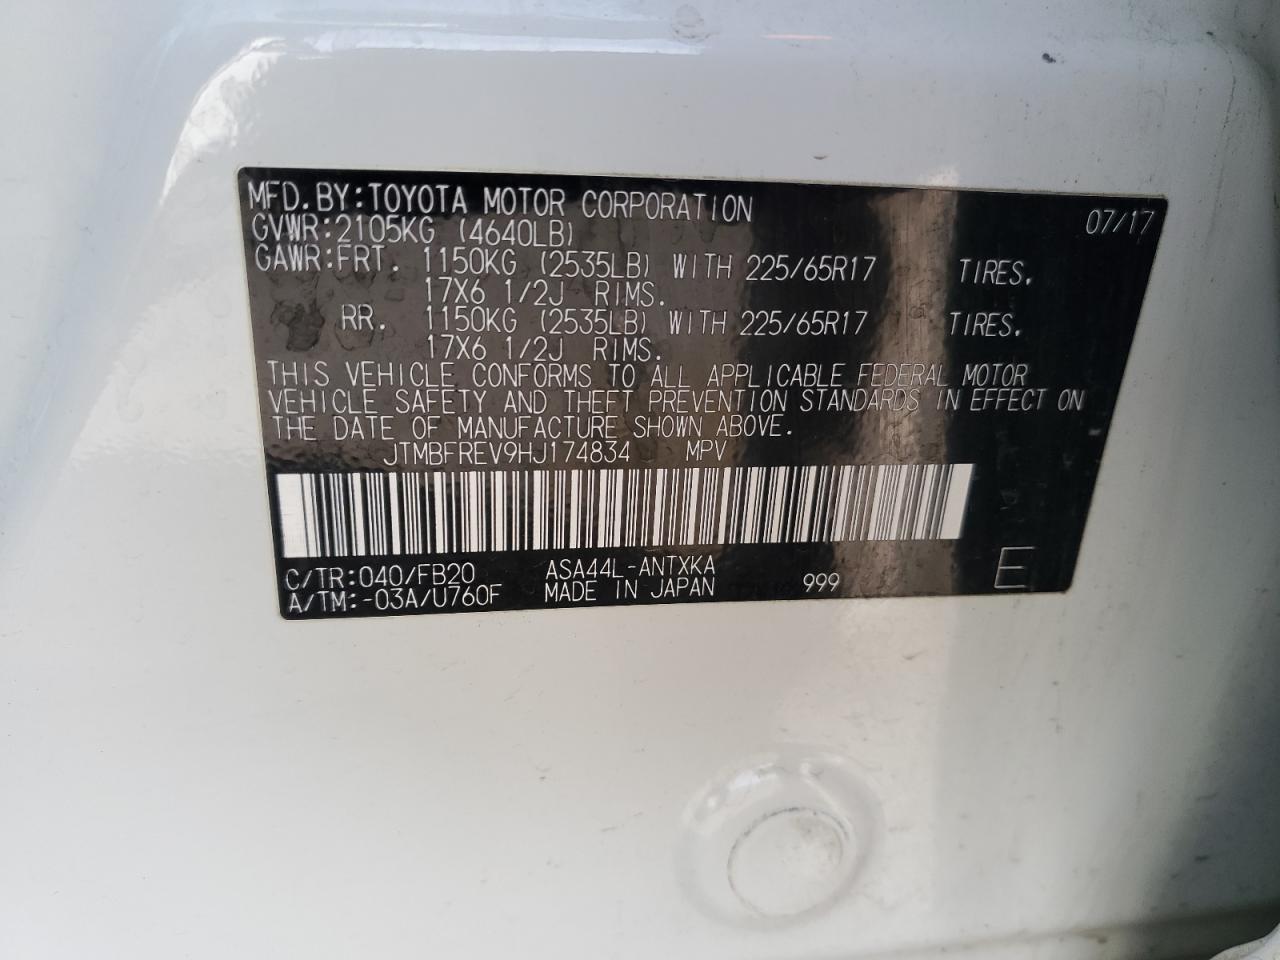 MFD.BY:TOYOTA MOTOR CORPORATION 07/17
GVWR:2105KG (4640LB)
GAWR:FRT. 1150KG (2535LB) WITH 225/65R17 TIRES.
17X6 1/2J RIMS.
RR. 1150KG (2535LB) WITH 225/65R17 TIRES.
17X6 1/2J RIMS.
THIS VEHICLE CONFORMS TO ALL APPLICABLE FEDERAL MOTOR
VEHICLE SAFETY AND THEFT PREVENTION STANDARDS IN EFFECT ON
THE DATE OF MANUFACTURE SHOWN ABOVE.
JTMBFREV9HJ174834 MPV
C/TR:040/FB20 ASA44L-ANTXKA
A/TM:-03A/U760F MADE IN JAPAN 999 E